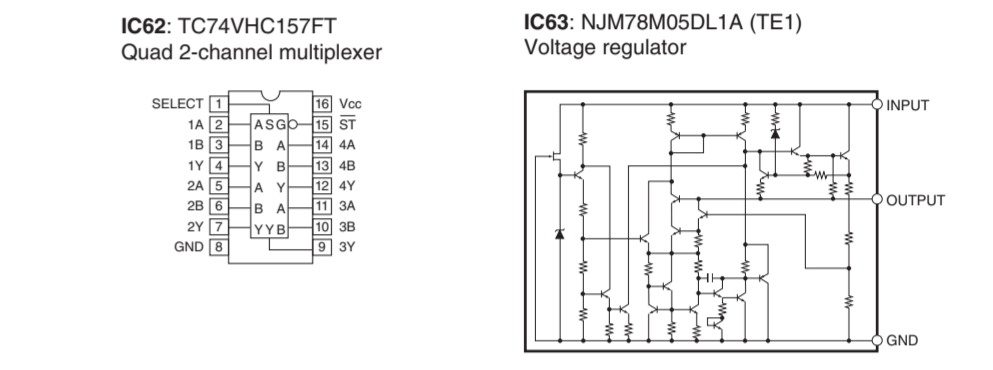 IC62: TC74VHC157FT
Quad 2-channel multiplexer
SELECT 1 16 Vcc
1A 2 A S G 15 ST
1B 3 B A 14 4A
1Y 4 Y B 13 4B
2A 5 A Y 12 4Y
2B 6 B A 11 3A
2Y 7 Y Y B 10 3B
GND 8 9 3Y
IC63: NJM78M05DL1A (TE1)
Voltage regulator
INPUT
OUTPUT
GND